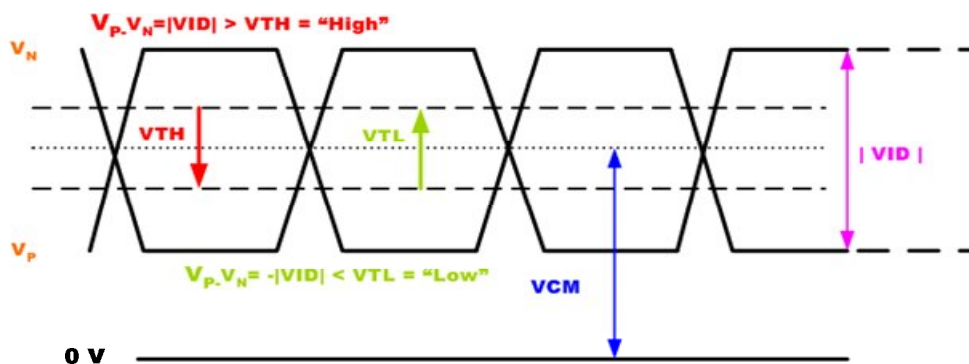 VP-VN=|VID| > VTH = “High”
VN
VTH
VTL
| VID |
VP
VP-VN= -|VID| < VTL = “Low”
VCM
0 V